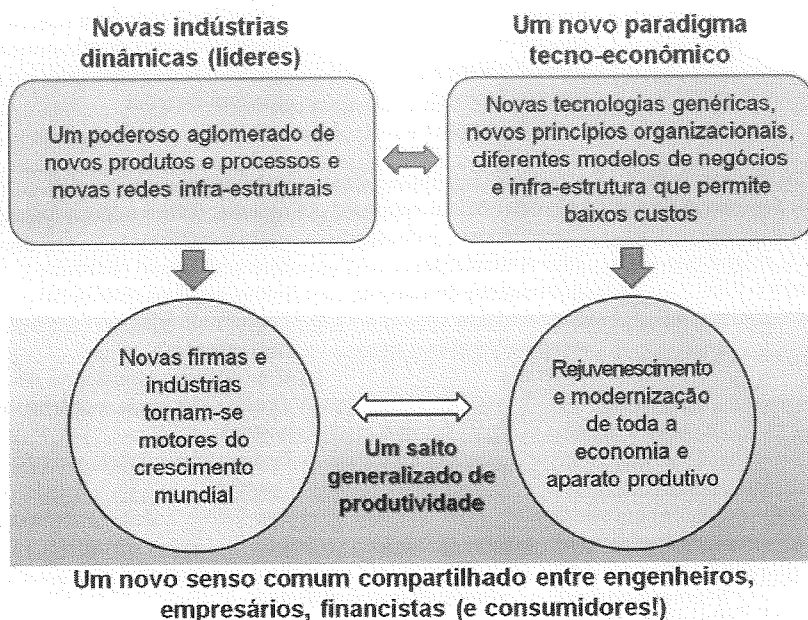 Novas indústrias
dinâmicas (líderes)
Um novo paradigma
tecno-econômico
Um poderoso aglomerado de
novos produtos e processos e
novas redes infra-estruturais
Novas tecnologias genéricas,
novos princípios organizacionais,
diferentes modelos de negócios
e infra-estrutura que permite
baixos custos
Novas firmas e
indústrias
tornam-se
motores do
crescimento
mundial
Um salto
generalizado de
produtividade
Rejuvenescimento
e modernização
de toda a
economia e
aparato produtivo
Um novo senso comum compartilhado entre engenheiros,
empresários, financistas (e consumidores!)